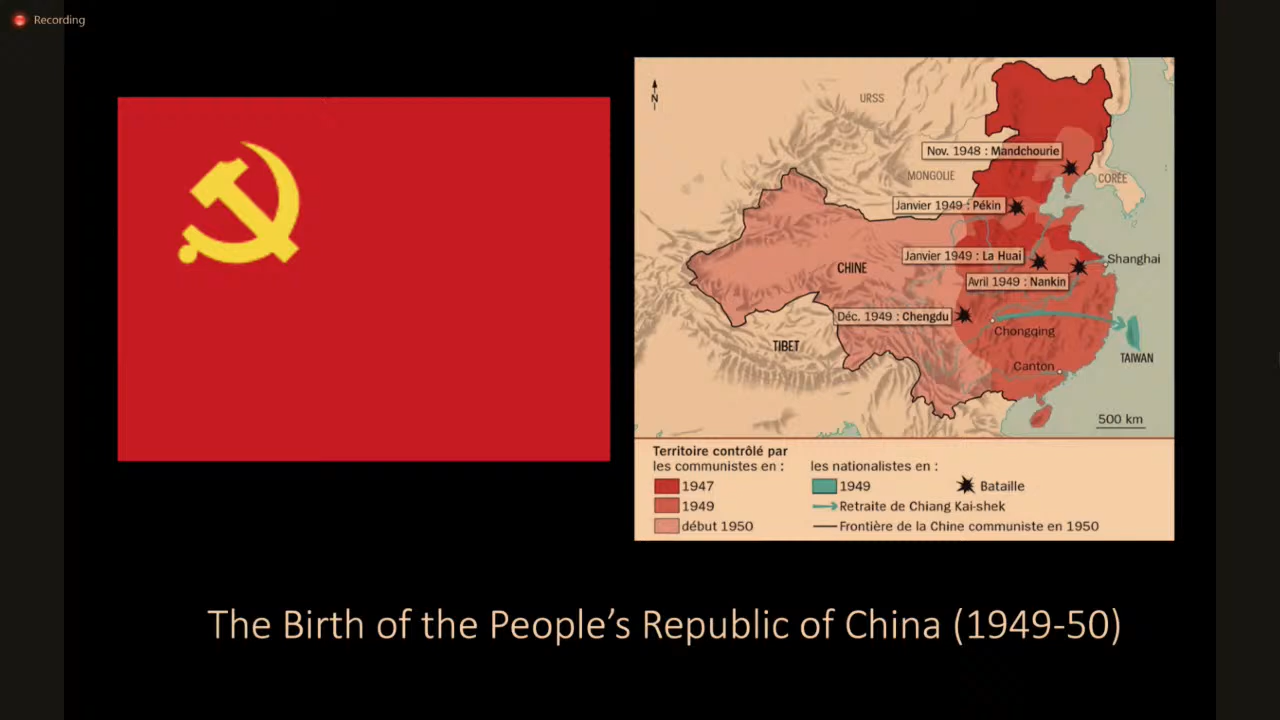 Recording
N
URSS
Nov. 1948 : Mandchourie
MONGOLIE
CORÉE
Janvier 1949 : Pékin
Janvier 1949 : La Huai
Shanghai
CHINE
Avril 1949 : Nankin
Déc. 1949 : Chengdu
Chongqing
TIBET
TAIWAN
Canton
500 km
Territoire contrôlé par
les communistes en :
1947
1949
début 1950
les nationalistes en :
1949
Bataille
Retraite de Chiang Kai-shek
Frontière de la Chine communiste en 1950
The Birth of the People’s Republic of China (1949-50)